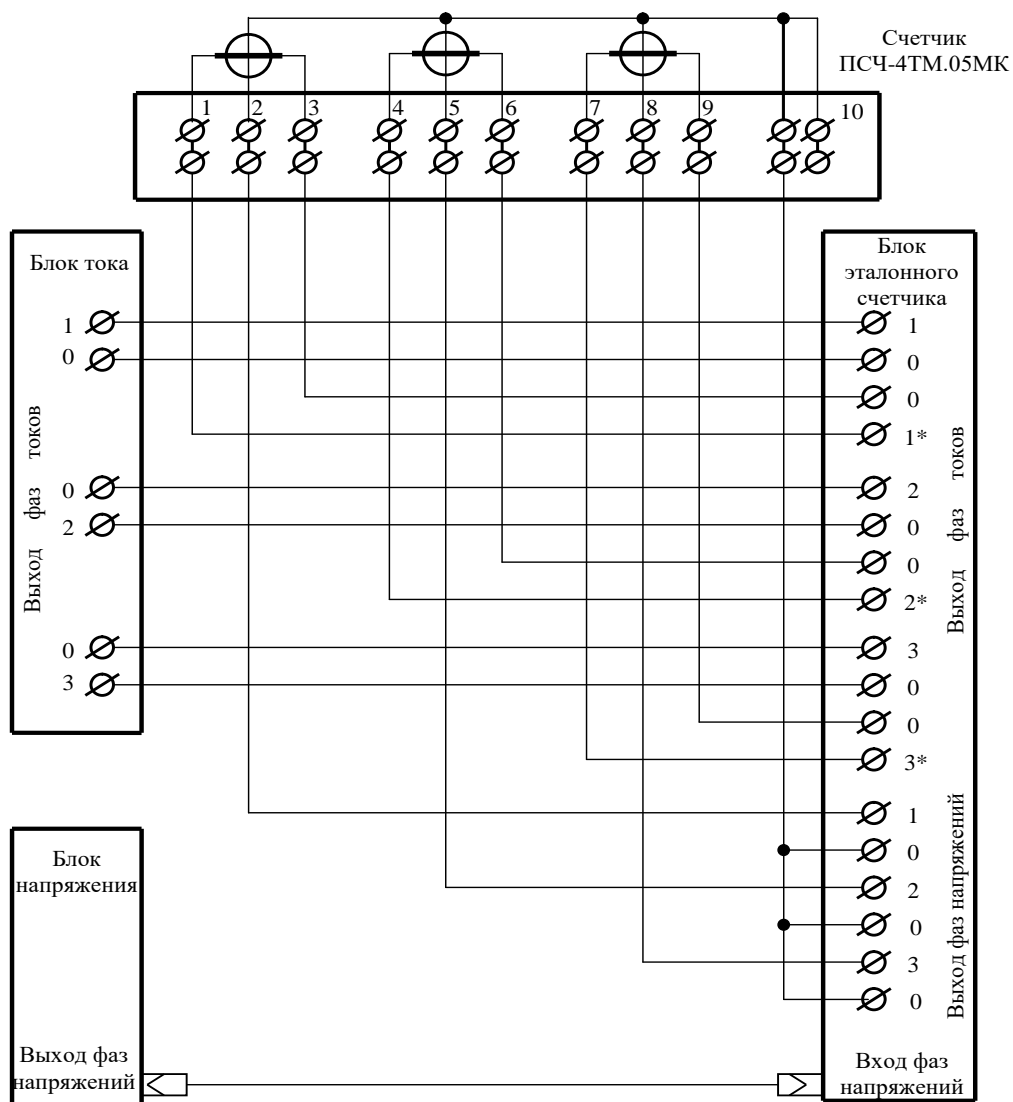 Счетчик
ПСЧ-4ТМ.05МК
1 2 3 4 5 6 7 8 9 10
Блок тока
1
0
0
2
0
3
Выход фаз токов
Блок
эталонного
счетчика
1
0
0
1*
2
0
0
2*
3
0
0
3*
Выход фаз токов
1
0
2
0
3
0
Выход фаз напряжений
Вход фаз
напряжений
Блок
напряжения
Выход фаз
напряжений